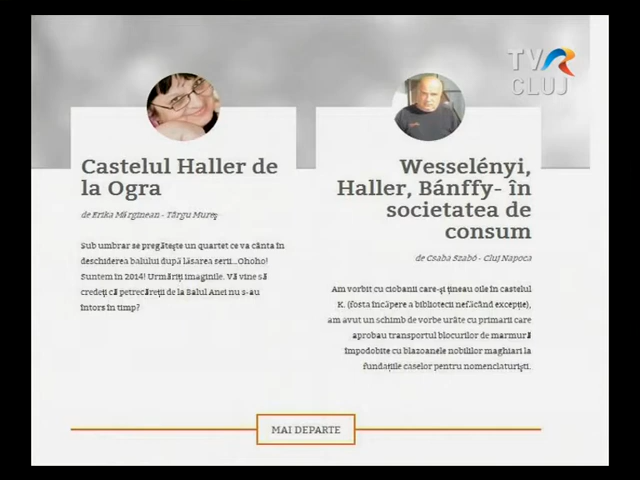 TVR
CLUJ
Castelul Haller de
la Ogra
de Erika Mărginean - Târgu Mureș
Sub umbrar se pregătește un quartet ce va cânta în
deschiderea balului după lăsarea serii...Ohoho!
Suntem în 2014! Urmăriți imaginile. Vă vine să
credeți că petrecăreții de la Balul Anei nu s-au
întors în timp?
Wesselényi,
Haller, Bánffy- în
societatea de
consum
de Csaba Szabó - Cluj Napoca
Am vorbit cu ciobanii care-și țineau oile în castelul
K. (fosta încăpere a bibliotecii nefăcând excepție),
am avut un schimb de vorbe urâte cu primarii care
aprobau transportul blocurilor de marmură
împodobite cu blazoanele nobililor maghiari la
fundațiile caselor pentru nomenclaturiști.
MAI DEPARTE